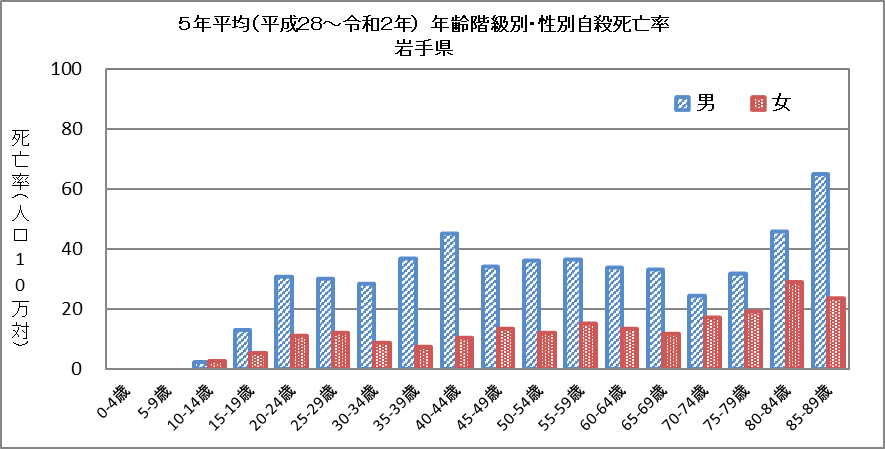 5年平均(平成28～令和2年) 年齢階級別・性別自殺死亡率
岩手県
死亡率(人口10万対)
100
80
60
40
20
0
男
女
0-4歳
5-9歳
10-14歳
15-19歳
20-24歳
25-29歳
30-34歳
35-39歳
40-44歳
45-49歳
50-54歳
55-59歳
60-64歳
65-69歳
70-74歳
75-79歳
80-84歳
85-89歳